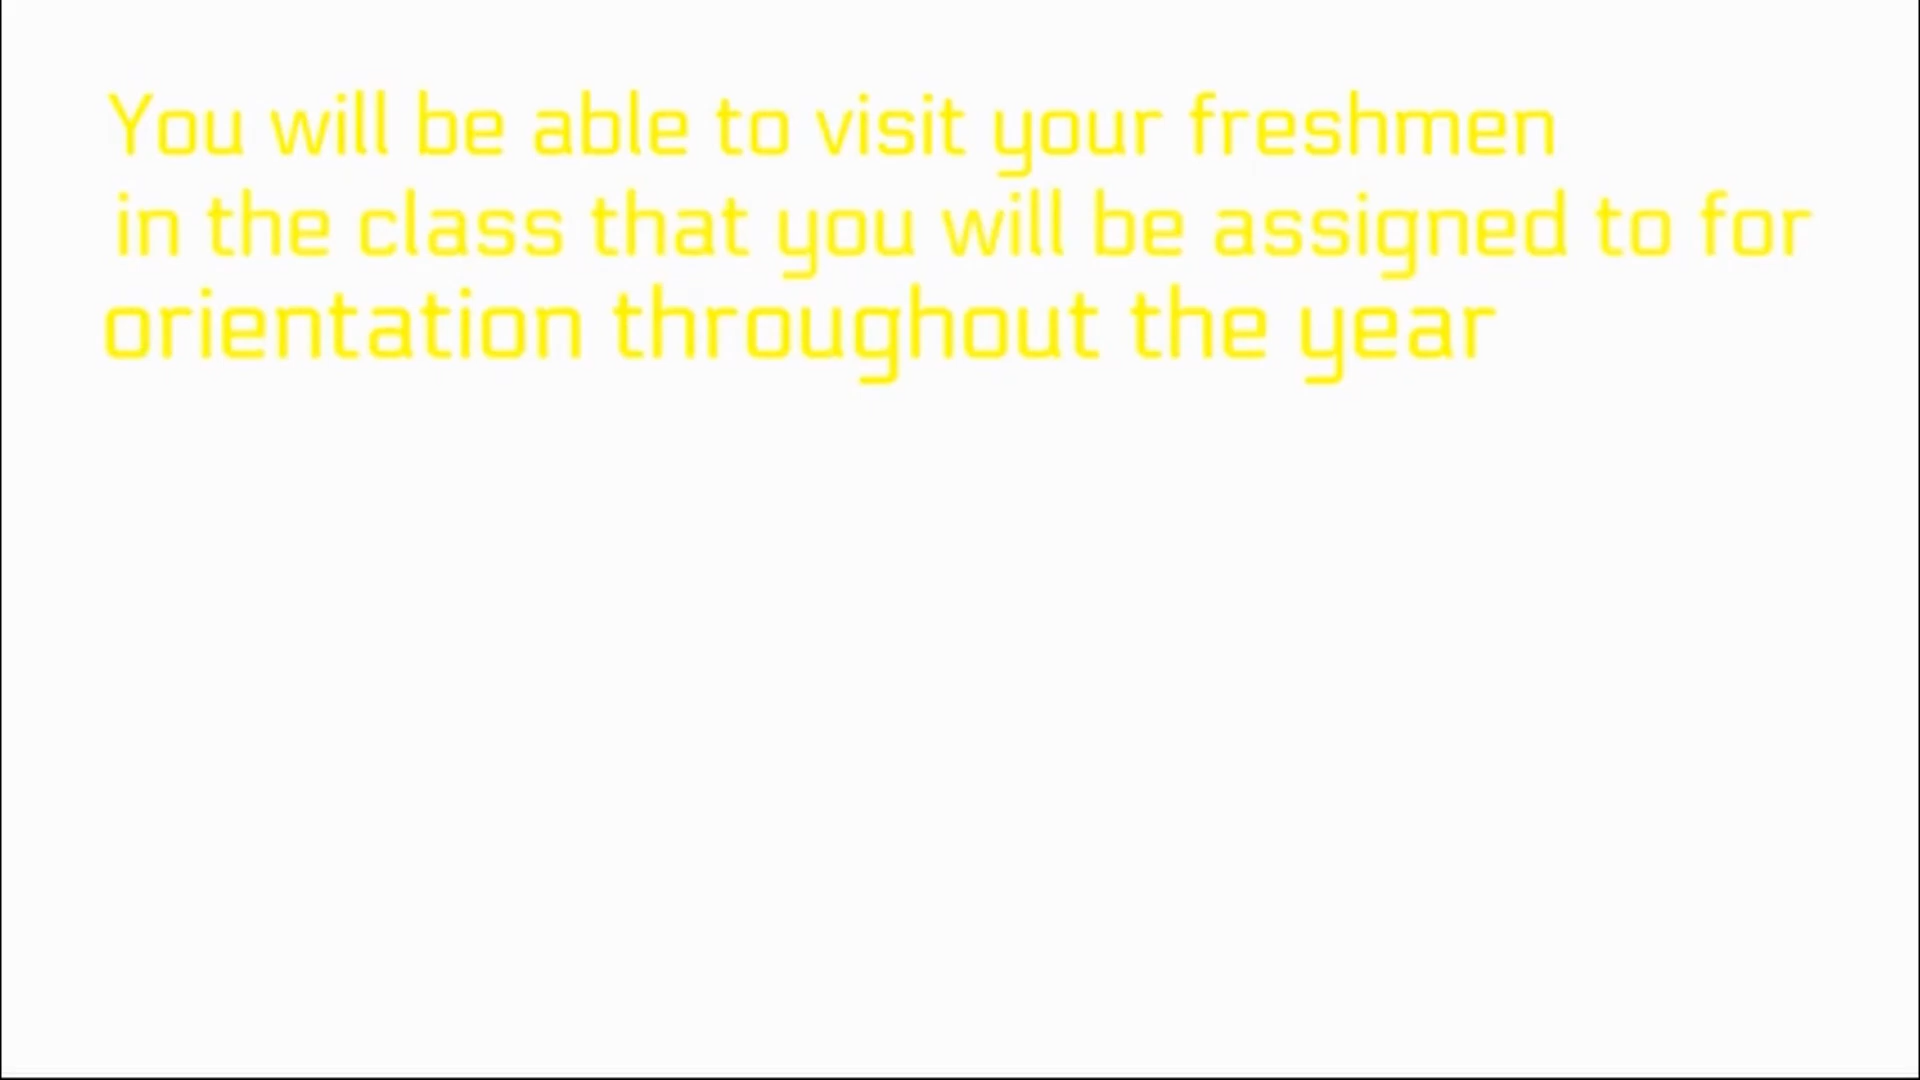 You will be able to visit your freshmen
in the class that you will be assigned to for
orientation throughout the year